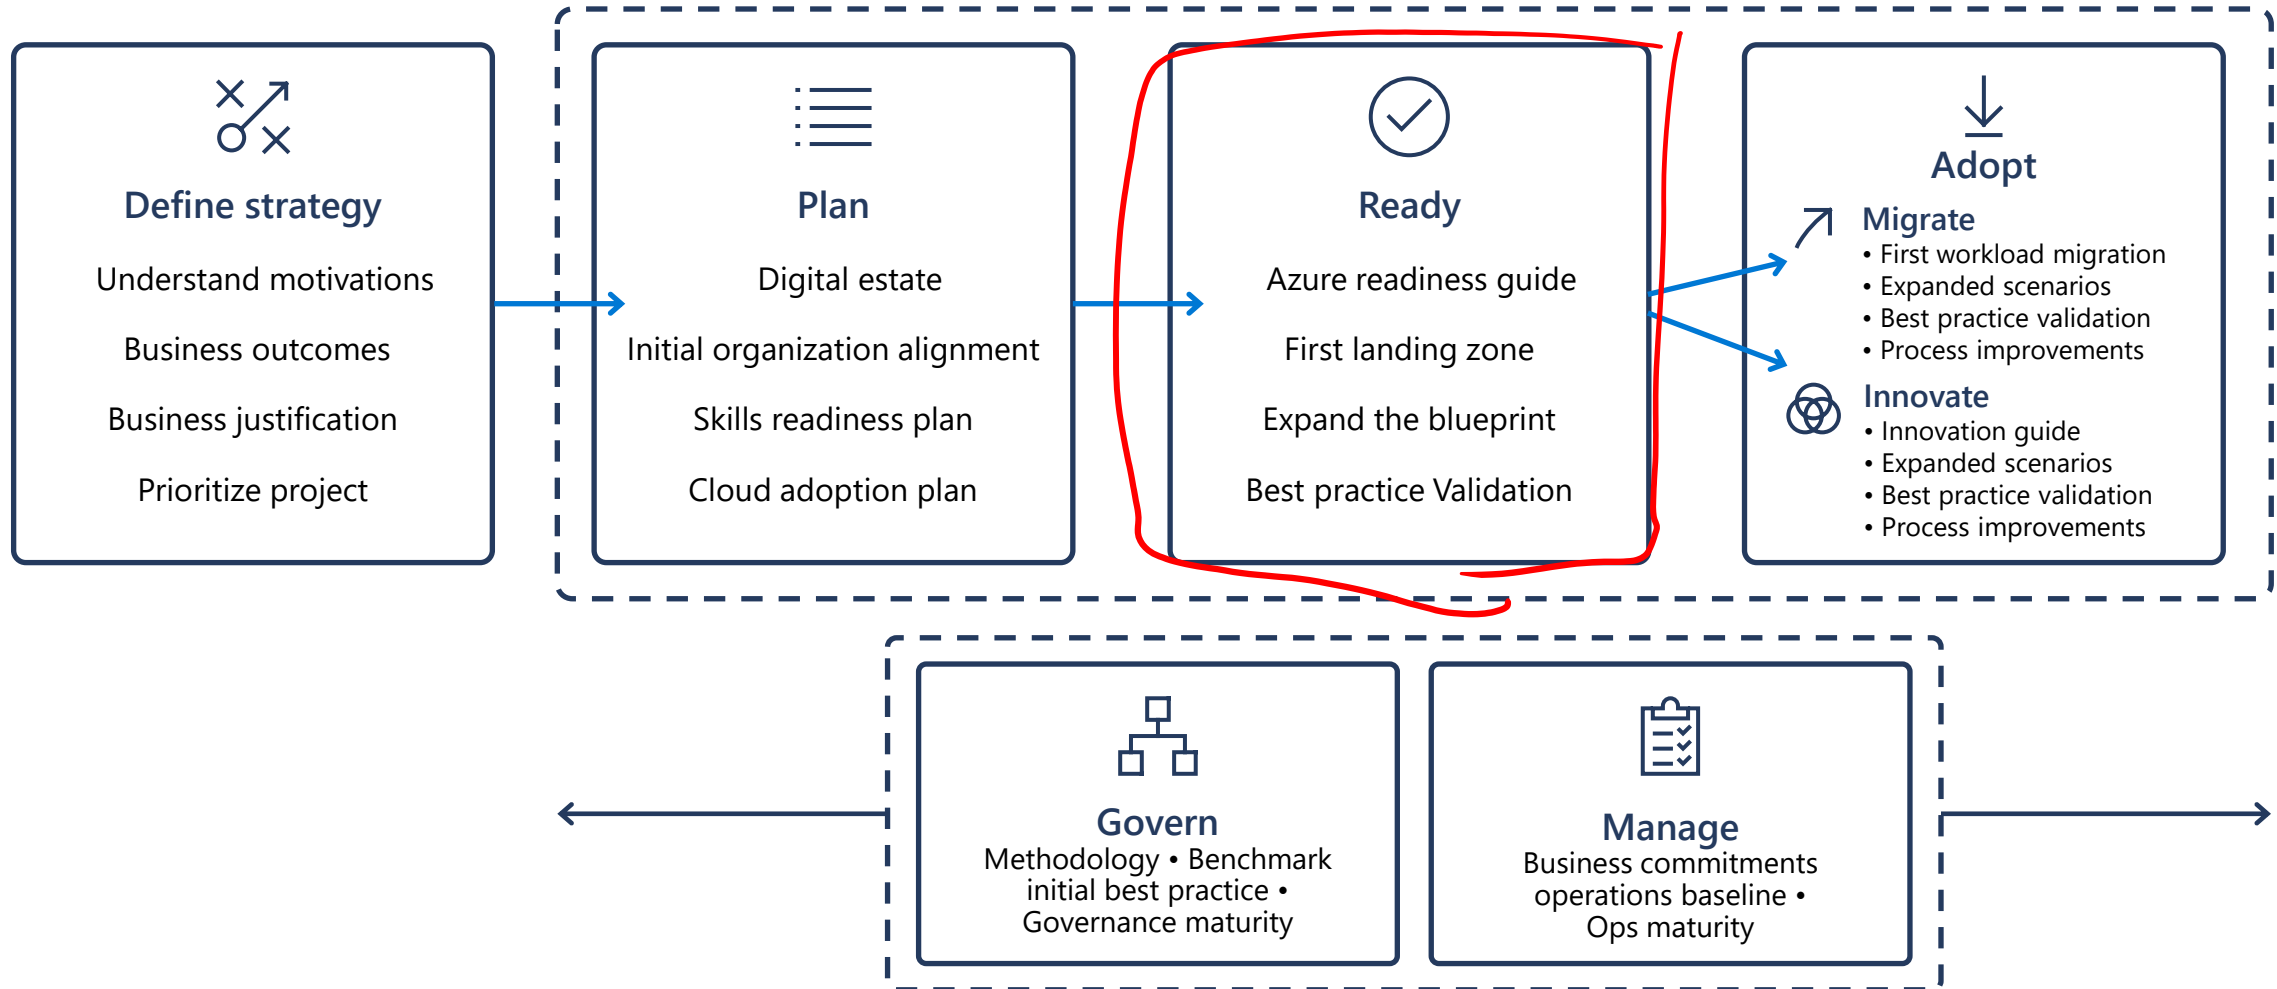 Define strategy
Understand motivations
Business outcomes
Business justification
Prioritize project
Plan
Digital estate
Initial organization alignment
Skills readiness plan
Cloud adoption plan
Ready
Azure readiness guide
First landing zone
Expand the blueprint
Best practice Validation
Adopt
Migrate
• First workload migration
• Expanded scenarios
• Best practice validation
• Process improvements
Innovate
• Innovation guide
• Expanded scenarios
• Best practice validation
• Process improvements
Govern
Methodology • Benchmark
initial best practice •
Governance maturity
Manage
Business commitments
operations baseline •
Ops maturity